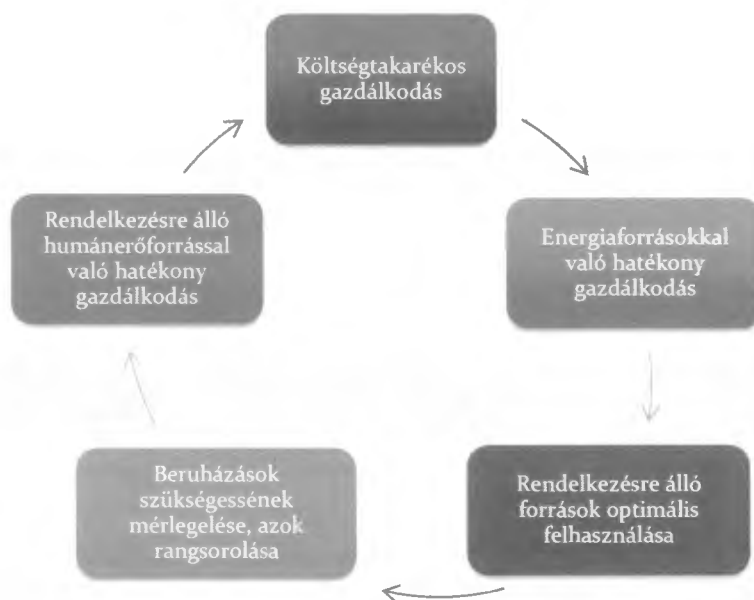 Költségtakarékos
gazdálkodás
Energiaforrásokkal
való hatékony
gazdálkodás
Rendelkezésre álló
források optimális
felhasználása
Beruházások
szükségessének
mérlegelése, azok
rangsorolása
Rendelkezésre álló
humánerőforrással
való hatékony
gazdálkodás